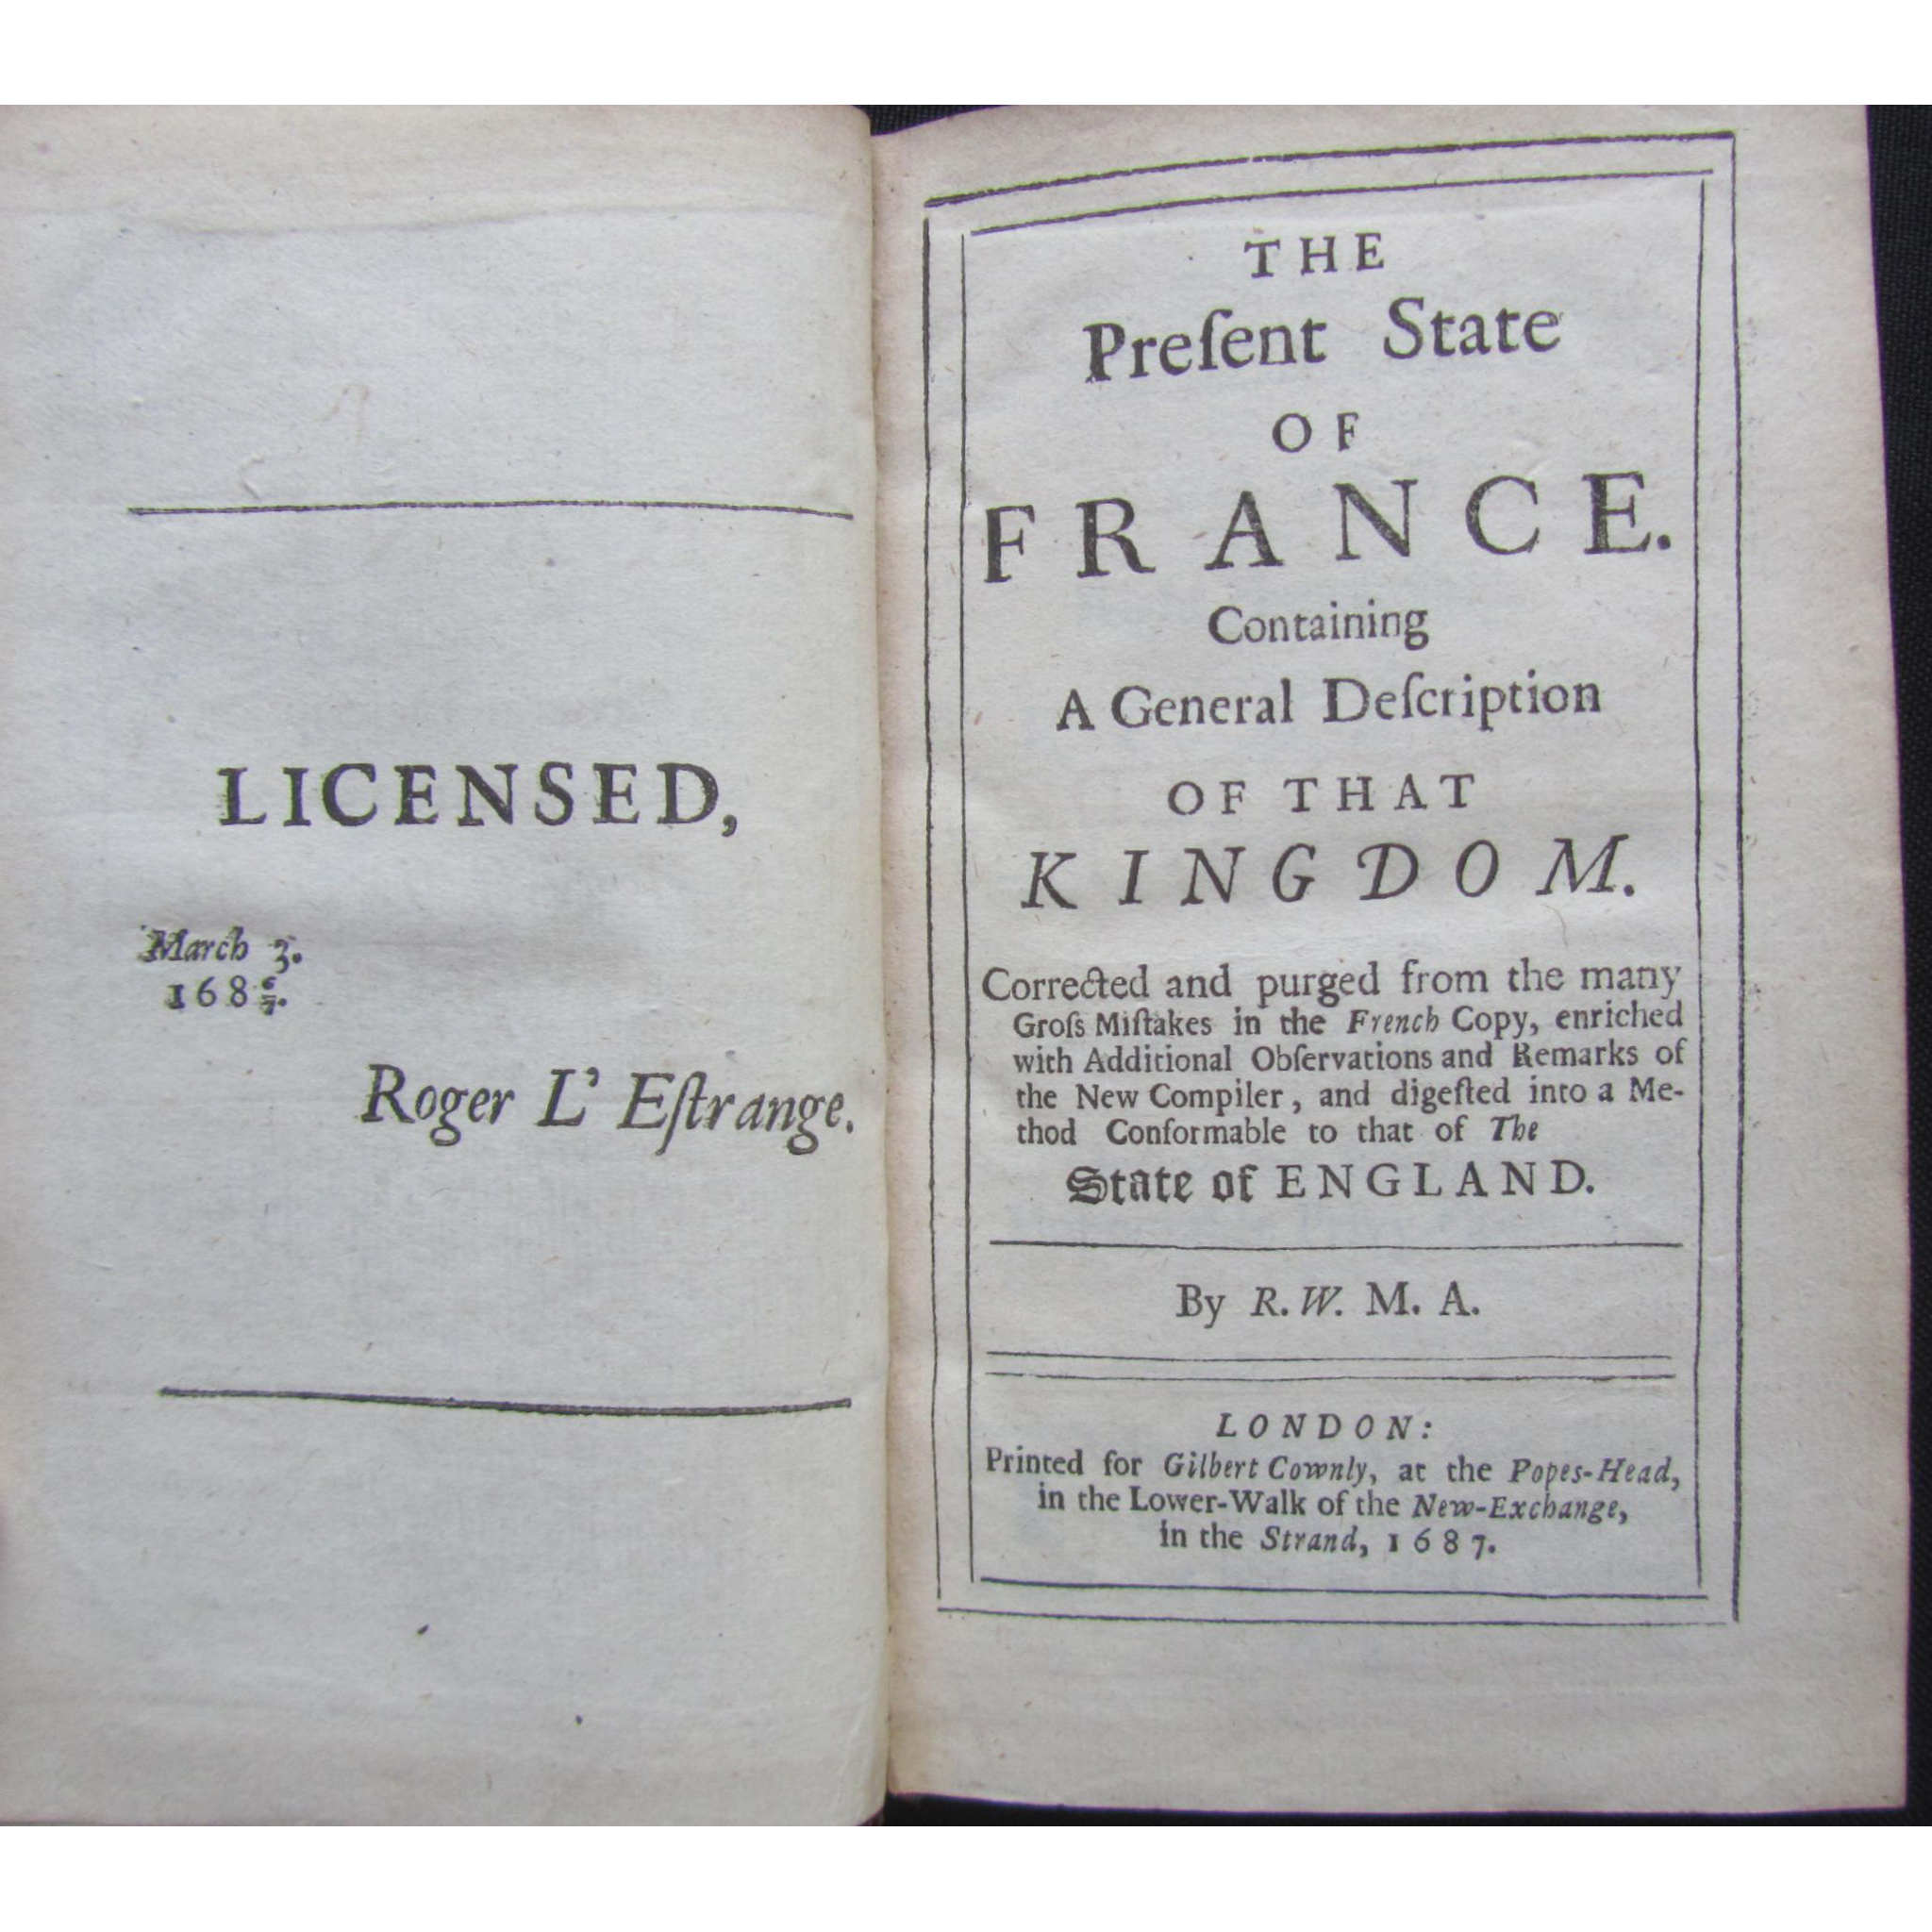 LICENSED,
March 3.
168 6/7.
Roger L' Eſtrange.
THE
Preſent State
OF
FRANCE.
Containing
A General Deſcription
OF THAT
KINGDOM.
Corrected and purged from the many
Groſs Miſtakes in the French Copy, enriched
with Additional Obſervations and Remarks of
the New Compiler, and digeſted into a Me-
thod Conformable to that of The
State of ENGLAND.
By R. W. M. A.
LONDON:
Printed for Gilbert Cownly, at the Popes-Head,
in the Lower-Walk of the New-Exchange,
in the Strand, 1687.